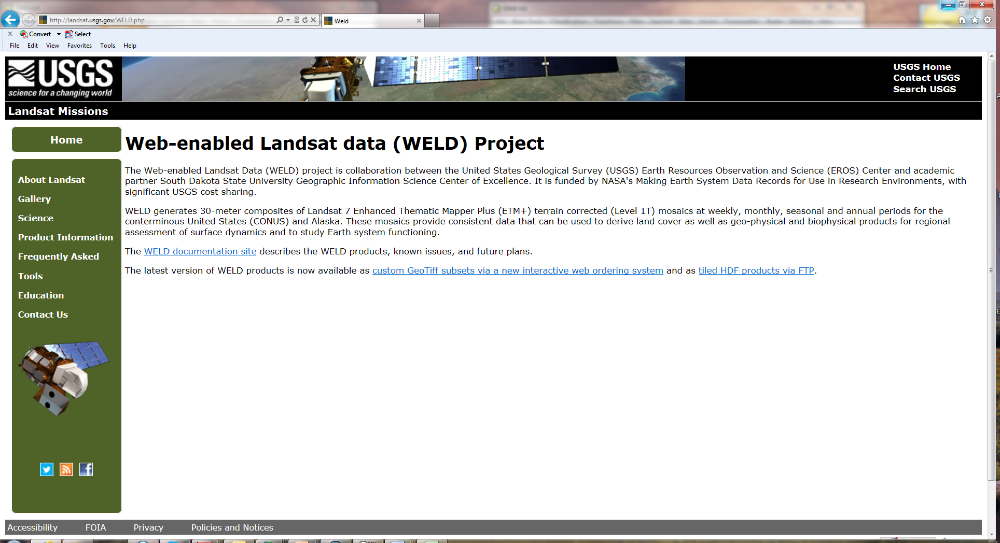 http://landsat.usgs.gov/WELD.php
Weld
Convert Select
File Edit View Favorites Tools Help
USGS
science for a changing world
USGS Home
Contact USGS
Search USGS
Landsat Missions
Home
About Landsat
Gallery
Science
Product Information
Frequently Asked
Tools
Education
Contact Us
Web-enabled Landsat data (WELD) Project
The Web-enabled Landsat Data (WELD) project is collaboration between the United States Geological Survey (USGS) Earth Resources Observation and Science (EROS) Center and academic
partner South Dakota State University Geographic Information Science Center of Excellence. It is funded by NASA's Making Earth System Data Records for Use in Research Environments, with
significant USGS cost sharing.
WELD generates 30-meter composites of Landsat 7 Enhanced Thematic Mapper Plus (ETM+) terrain corrected (Level 1T) mosaics at weekly, monthly, seasonal and annual periods for the
conterminous United States (CONUS) and Alaska. These mosaics provide consistent data that can be used to derive land cover as well as geo-physical and biophysical products for regional
assessment of surface dynamics and to study Earth system functioning.
The WELD documentation site describes the WELD products, known issues, and future plans.
The latest version of WELD products is now available as custom GeoTiff subsets via a new interactive web ordering system and as tiled HDF products via FTP.
Accessibility FOIA Privacy Policies and Notices